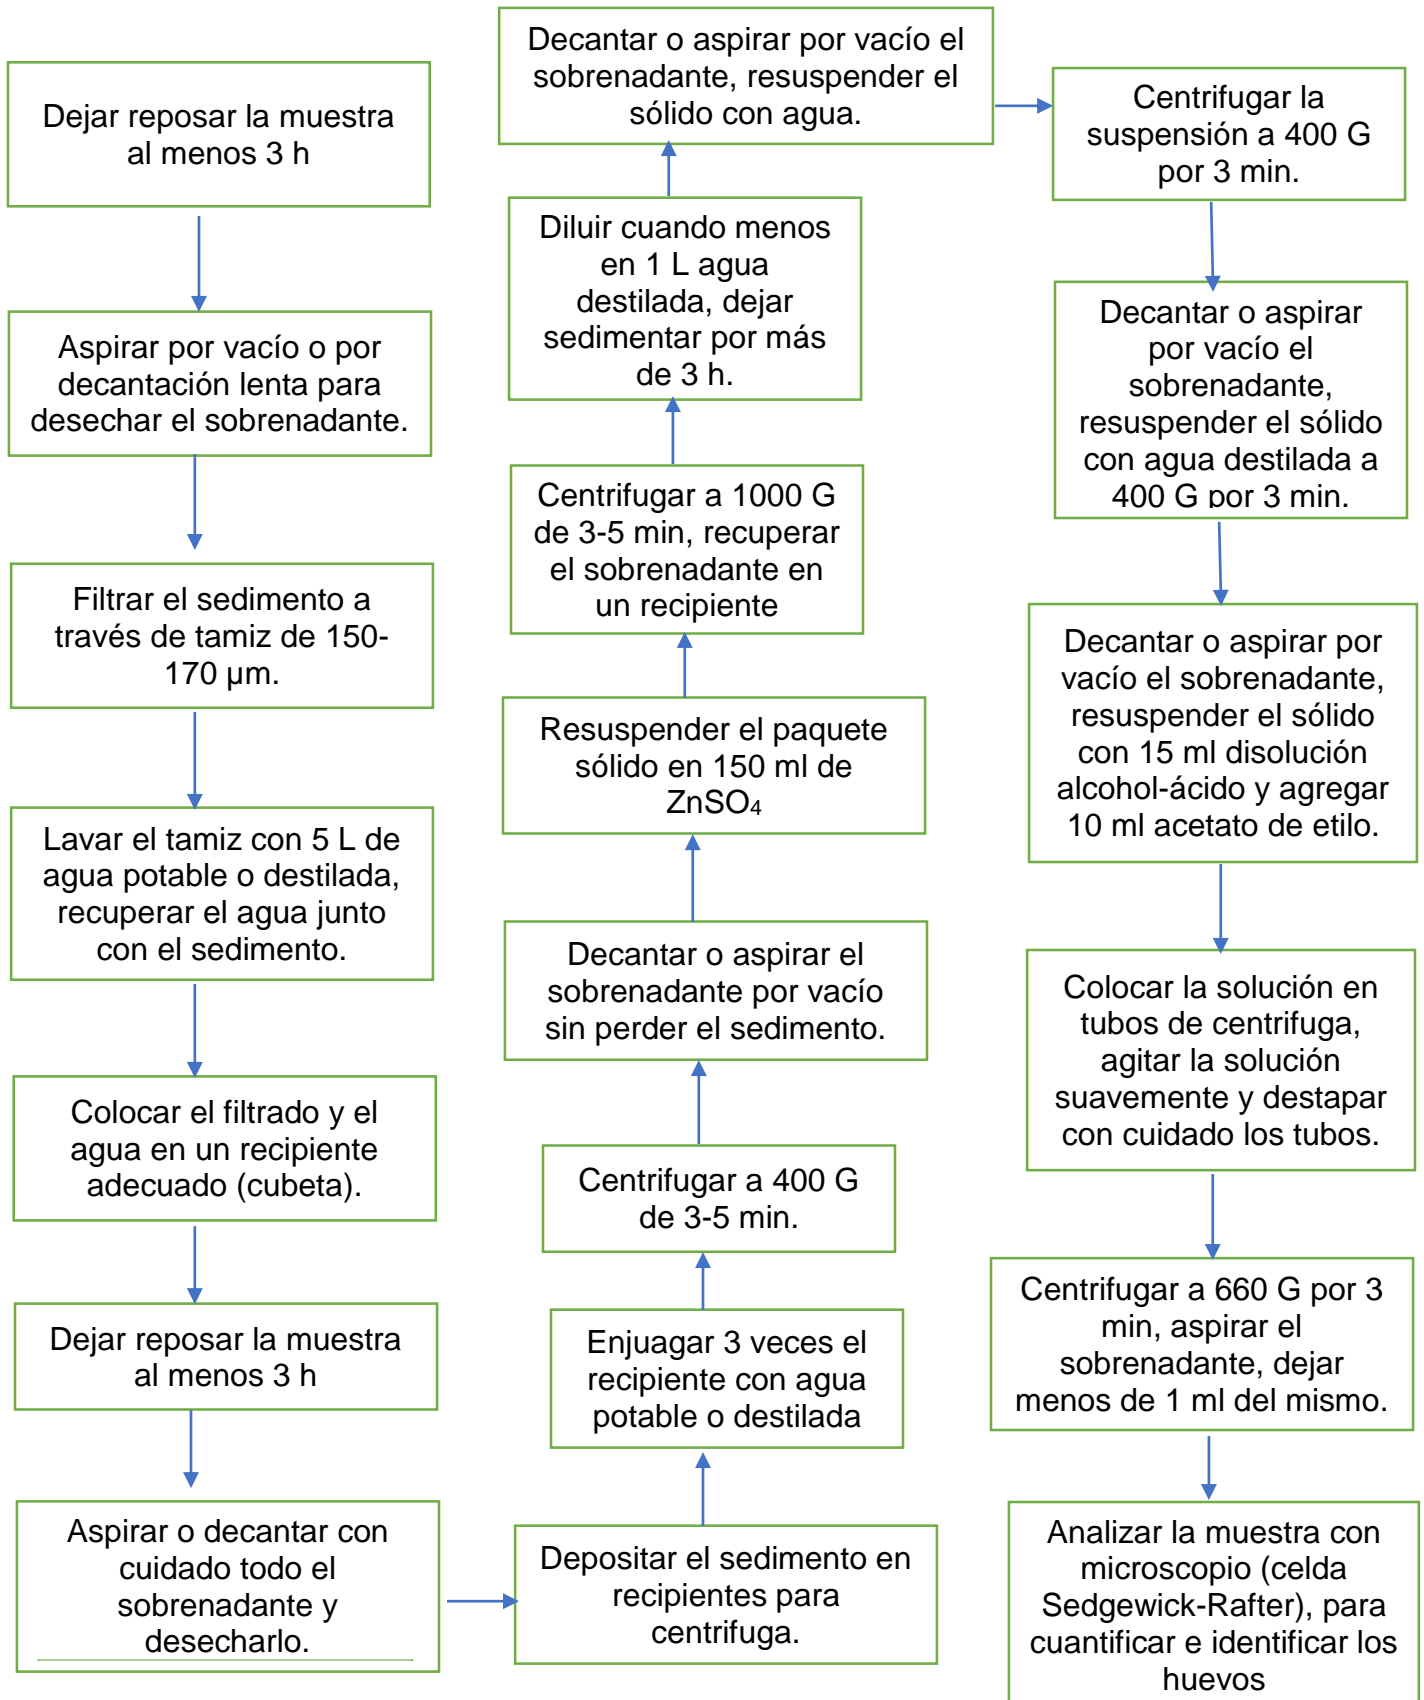 Dejar reposar la muestra
al menos 3 h
Aspirar por vacío o por
decantación lenta para
desechar el sobrenadante.
Filtrar el sedimento a
través de tamiz de 150-
170 µm.
Lavar el tamiz con 5 L de
agua potable o destilada,
recuperar el agua junto
con el sedimento.
Colocar el filtrado y el
agua en un recipiente
adecuado (cubeta).
Dejar reposar la muestra
al menos 3 h
Aspirar o decantar con
cuidado todo el
sobrenadante y
desecharlo.
Depositar el sedimento en
recipientes para
centrifuga.
Enjuagar 3 veces el
recipiente con agua
potable o destilada
Centrifugar a 400 G
de 3-5 min.
Decantar o aspirar el
sobrenadante por vacío
sin perder el sedimento.
Resuspender el paquete
sólido en 150 ml de
ZnSO₄
Centrifugar a 1000 G
de 3-5 min, recuperar
el sobrenadante en
un recipiente
Diluir cuando menos
en 1 L agua
destilada, dejar
sedimentar por más
de 3 h.
Decantar o aspirar por vacío el
sobrenadante, resuspender el
sólido con agua.
Centrifugar la
suspensión a 400 G
por 3 min.
Decantar o aspirar
por vacío el
sobrenadante,
resuspender el sólido
con agua destilada a
400 G por 3 min.
Decantar o aspirar por
vacío el sobrenadante,
resuspender el sólido
con 15 ml disolución
alcohol-ácido y agregar
10 ml acetato de etilo.
Colocar la solución en
tubos de centrifuga,
agitar la solución
suavemente y destapar
con cuidado los tubos.
Centrifugar a 660 G por 3
min, aspirar el
sobrenadante, dejar
menos de 1 ml del mismo.
Analizar la muestra con
microscopio (celda
Sedgewick-Rafter), para
cuantificar e identificar los
huevos